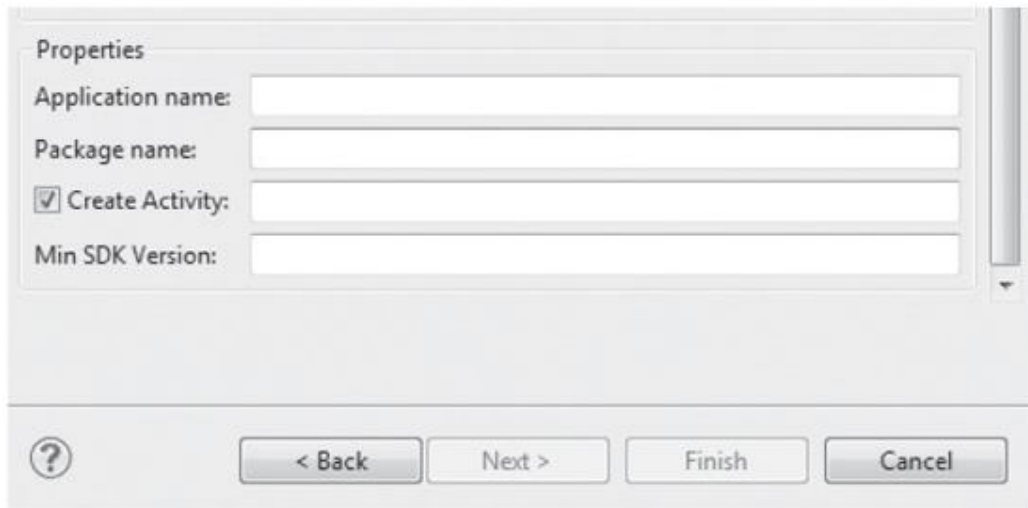 Properties
Application name:
Package name:
Create Activity:
Min SDK Version:
?
< Back
Next >
Finish
Cancel